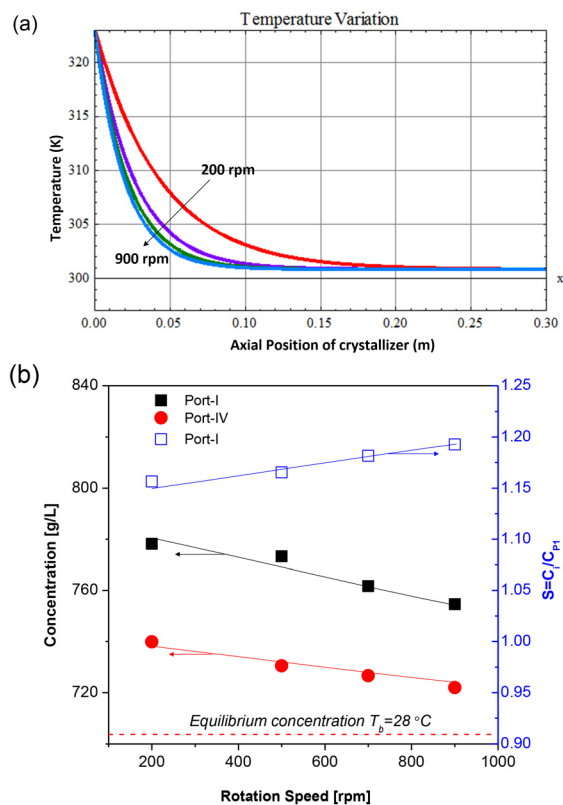 (a)
Temperature Variation
320
315
310
305
300
Temperature (K)
200 rpm
900 rpm
x
0.00 0.05 0.10 0.15 0.20 0.25 0.30
Axial Position of crystallizer (m)
(b)
840
800
760
720
Concentration [g/L]
Port-I
Port-IV
Port-I
1.25
1.20
1.15
1.10
1.05
1.00
0.95
0.90
S=Ci/CP1
Equilibrium concentration Tb=28 °C
200 400 600 800 1000
Rotation Speed [rpm]